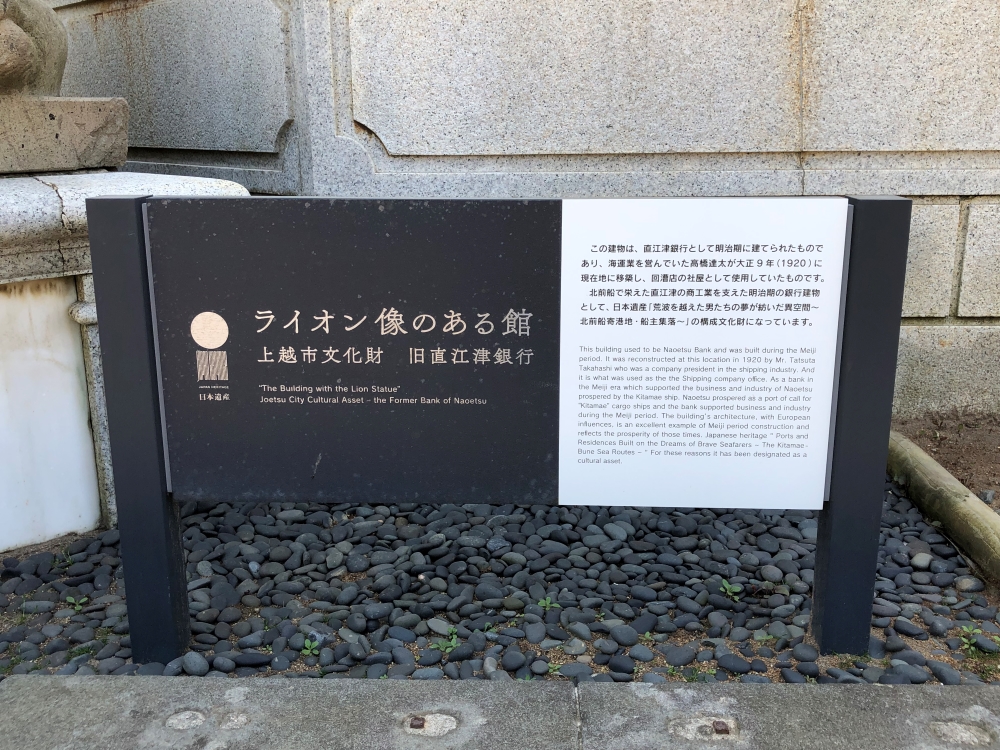 ライオン像のある館
上越市文化財　旧直江津銀行
JAPAN HERITAGE
日本遺産
"The Building with the Lion Statue"
Joetsu City Cultural Asset – the Former Bank of Naoetsu
この建物は、直江津銀行として明治期に建てられたもので
あり、海運業を営んでいた高橋達太が大正9年(1920)に
現在地に移築し、回漕店の社屋として使用していたものです。
北前船で栄えた直江津の商工業を支えた明治期の銀行建物
として、日本遺産「荒波を越えた男たちの夢が紡いだ異空間～
北前船寄港地・船主集落～」の構成文化財になっています。
This building used to be Naoetsu Bank and was built during the Meiji
period. It was reconstructed at this location in 1920 by Mr. Tatsuta
Takahashi who was a company president in the shipping industry. And
it is what was used as the the Shipping company office. As a bank in
the Meiji era which supported the business and industry of Naoetsu
prospered by the Kitamae ship. Naoetsu prospered as a port of call for
"Kitamae" cargo ships and the bank supported business and industry
during the Meiji period. The building's architecture, with European
influences, is an excellent example of Meiji period construction and
reflects the prosperity of those times. Japanese heritage " Ports and
Residences Built on the Dreams of Brave Seafarers – The Kitamae-
Bune Sea Routes – " For these reasons it has been designated as a
cultural asset.